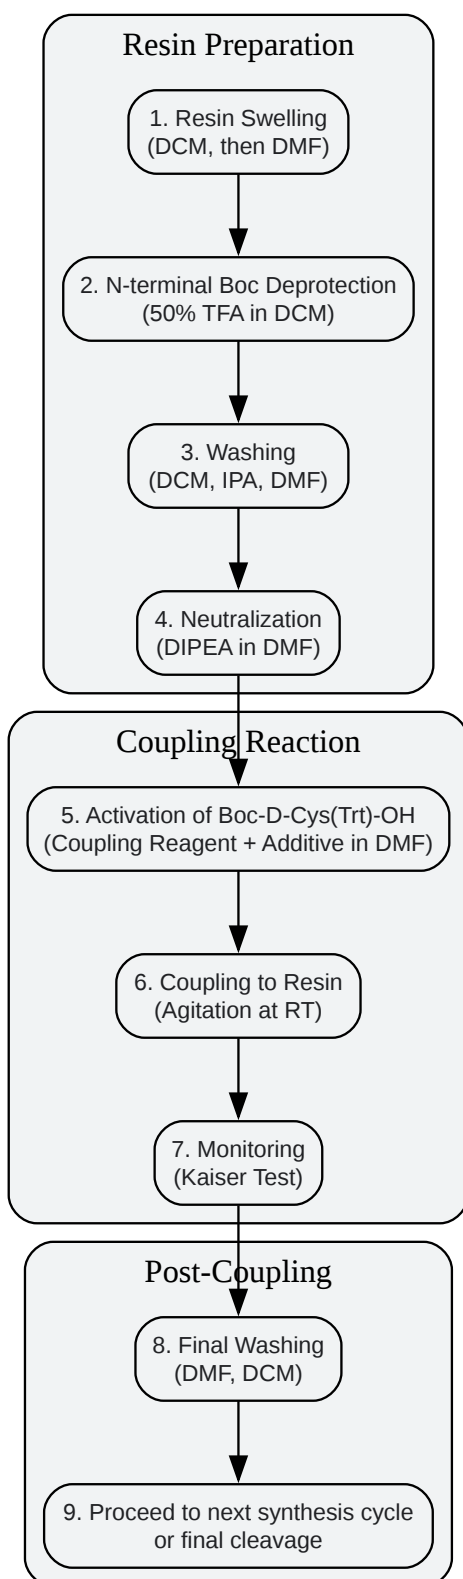 Resin Preparation
1. Resin Swelling
(DCM, then DMF)
2. N-terminal Boc Deprotection
(50% TFA in DCM)
3. Washing
(DCM, IPA, DMF)
4. Neutralization
(DIPEA in DMF)
Coupling Reaction
5. Activation of Boc-D-Cys(Trt)-OH
(Coupling Reagent + Additive in DMF)
6. Coupling to Resin
(Agitation at RT)
7. Monitoring
(Kaiser Test)
Post-Coupling
8. Final Washing
(DMF, DCM)
9. Proceed to next synthesis cycle
or final cleavage